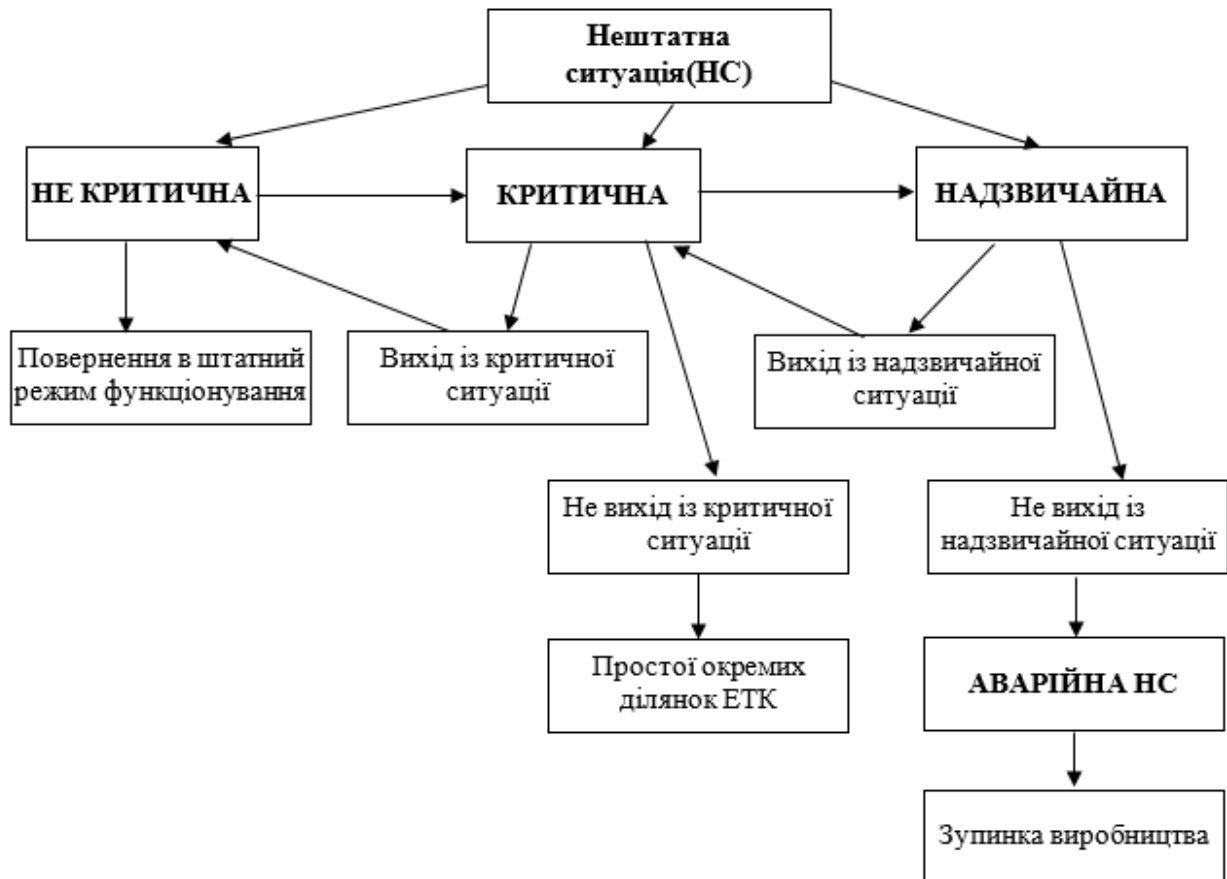 Нештатна
ситуація(НС)
НЕ КРИТИЧНА
КРИТИЧНА
НАДЗВИЧАЙНА
Повернення в штатний
режим функціонування
Вихід із критичної
ситуації
Вихід із надзвичайної
ситуації
Не вихід із критичної
ситуації
Не вихід із
надзвичайної ситуації
Простої окремих
ділянок ЕТК
АВАРІЙНА НС
Зупинка виробництва